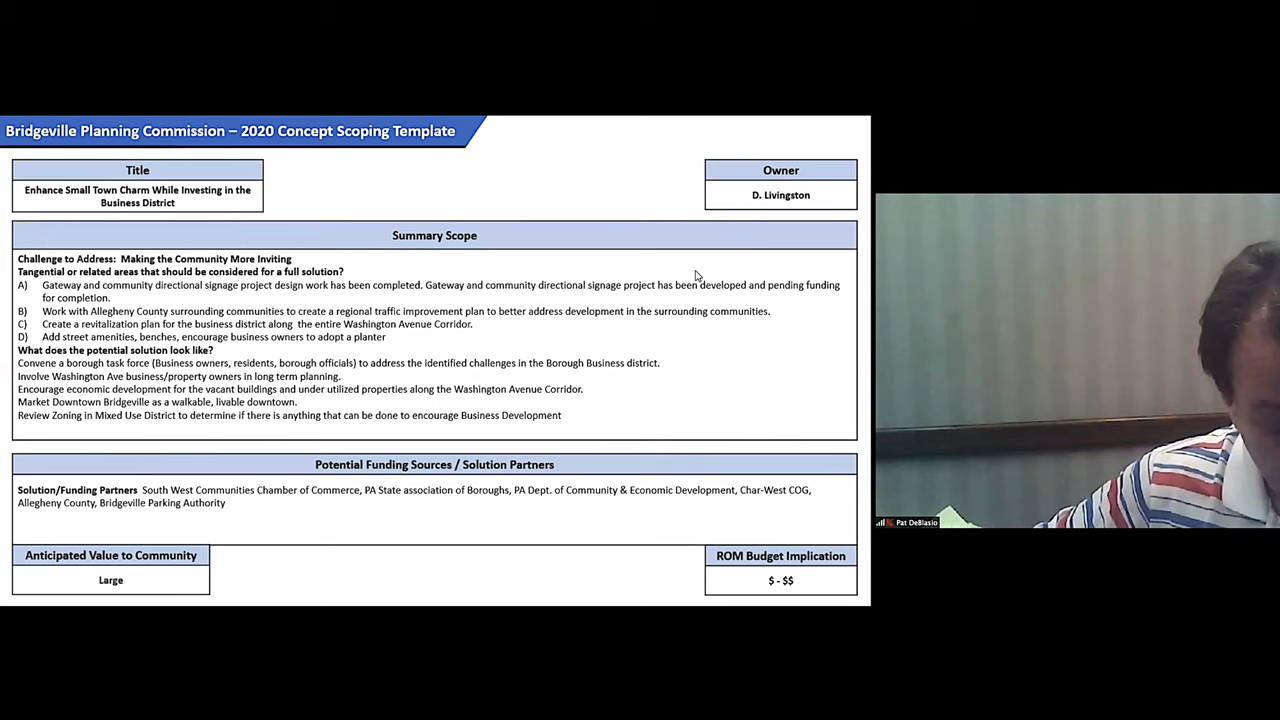 Bridgeville Planning Commission – 2020 Concept Scoping Template
Title
Enhance Small Town Charm While Investing in the
Business District
Owner
D. Livingston
Summary Scope
Challenge to Address: Making the Community More Inviting
Tangential or related areas that should be considered for a full solution?
A) Gateway and community directional signage project design work has been completed. Gateway and community directional signage project has been developed and pending funding
for completion.
B) Work with Allegheny County surrounding communities to create a regional traffic improvement plan to better address development in the surrounding communities.
C) Create a revitalization plan for the business district along the entire Washington Avenue Corridor.
D) Add street amenities, benches, encourage business owners to adopt a planter
What does the potential solution look like?
Convene a borough task force (Business owners, residents, borough officials) to address the identified challenges in the Borough Business district.
Involve Washington Ave business/property owners in long term planning.
Encourage economic development for the vacant buildings and under utilized properties along the Washington Avenue Corridor.
Market Downtown Bridgeville as a walkable, livable downtown.
Review Zoning in Mixed Use District to determine if there is anything that can be done to encourage Business Development
Potential Funding Sources / Solution Partners
Solution/Funding Partners South West Communities Chamber of Commerce, PA State association of Boroughs, PA Dept. of Community & Economic Development, Char-West COG,
Allegheny County, Bridgeville Parking Authority
Anticipated Value to Community
Large
ROM Budget Implication
$ - $$
Pat DeBlasio